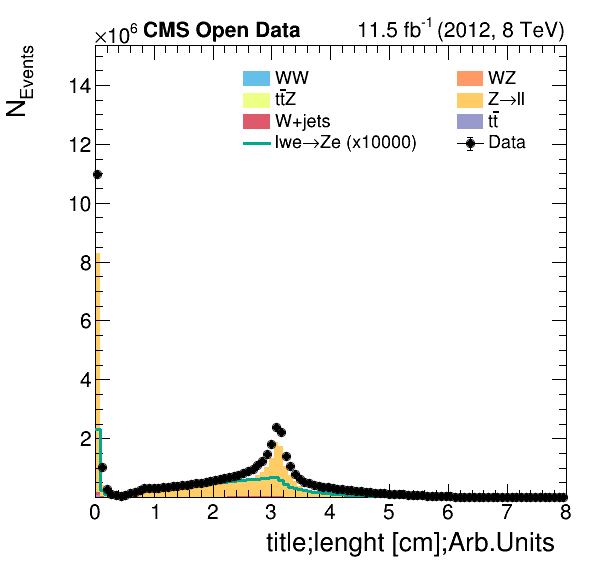 ×10⁶ CMS Open Data 11.5 fb⁻¹ (2012, 8 TeV)
N_Events
WW WZ
tt̄Z Z→ll
W+jets tt̄
lwe→Ze (x10000) Data
14
12
10
8
6
4
2
0 1 2 3 4 5 6 7 8
title;lenght [cm];Arb.Units